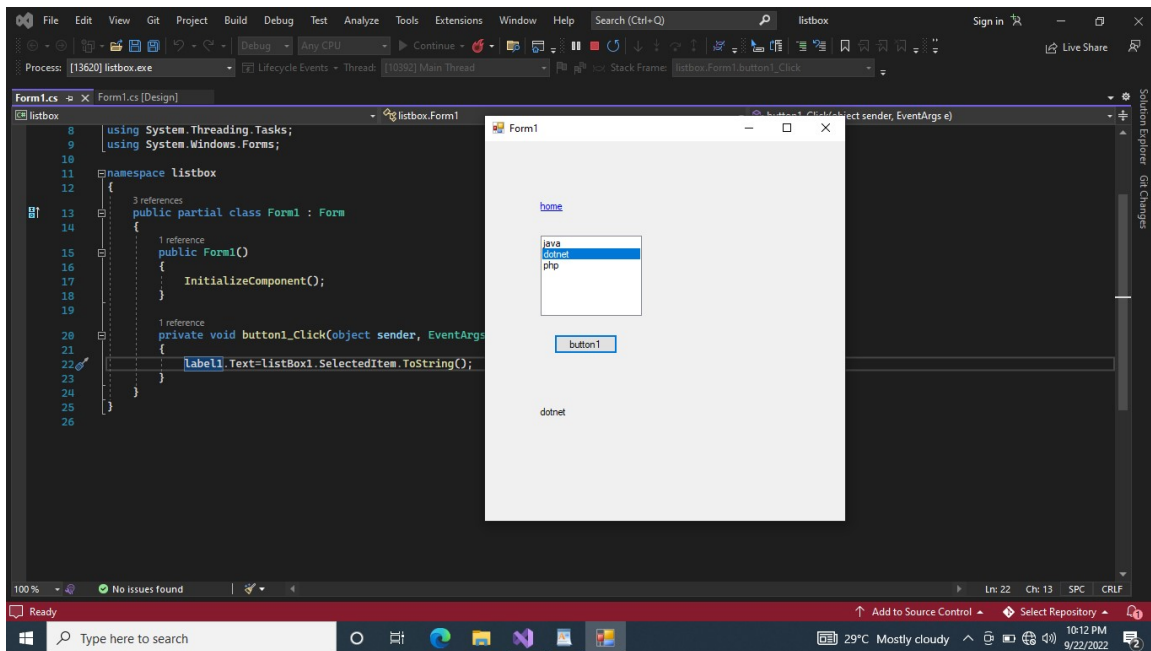 File Edit View Git Project Build Debug Test Analyze Tools Extensions Window Help Search (Ctrl+Q) listbox Sign in
Debug Any CPU Continue Live Share
Process: [13620] listbox.exe Lifecycle Events Thread: [10392] Main Thread Stack Frame: listbox.Form1.button1_Click
Form1.cs Form1.cs [Design]
C# listbox listbox.Form1 button1_Click(object sender, EventArgs e)
8 using System.Threading.Tasks;
9 using System.Windows.Forms;
10
11 namespace listbox
12 {
3 references
13 public partial class Form1 : Form
14 {
1 reference
15 public Form1()
16 {
17 InitializeComponent();
18 }
19
1 reference
20 private void button1_Click(object sender, EventArgs
21 {
22 label1.Text=listBox1.SelectedItem.ToString();
23 }
24 }
25 }
26
Form1
home
java
dotnet
php
button1
dotnet
Solution Explorer
Git Changes
100 % No issues found Ln: 22 Ch: 13 SPC CRLF
Ready Add to Source Control Select Repository
Type here to search 29°C Mostly cloudy 10:12 PM
9/22/2022